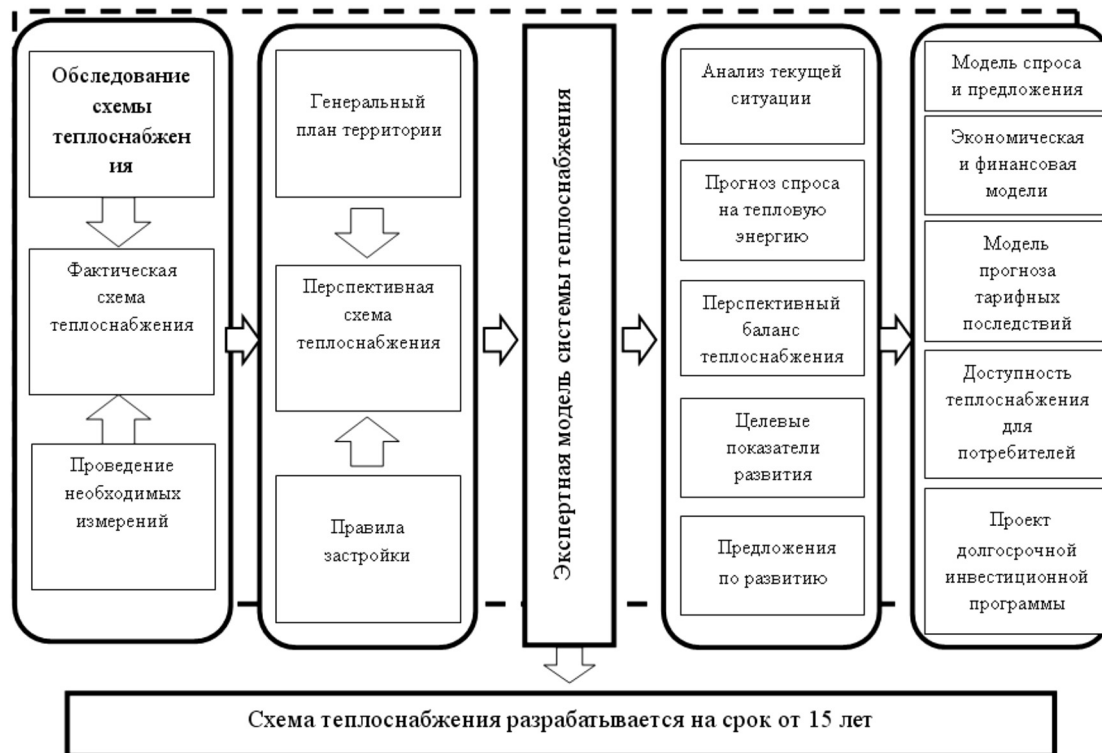 Обследование
схемы
теплоснабжен
ия
Фактическая
схема
теплоснабжения
Проведение
необходимых
измерений
Генеральный
план территории
Перспективная
схема
теплоснабжения
Правила
застройки
Экспертная модель системы теплоснабжения
Анализ текущей
ситуации
Прогноз спроса
на тепловую
энергию
Перспективный
баланс
теплоснабжения
Целевые
показатели
развития
Предложения
по развитию
Модель спроса
и предложения
Экономическая
и финансовая
модели
Модель
прогноза
тарифных
последствий
Доступность
теплоснабжения
для
потребителей
Проект
долгосрочной
инвестиционной
программы
Схема теплоснабжения разрабатывается на срок от 15 лет